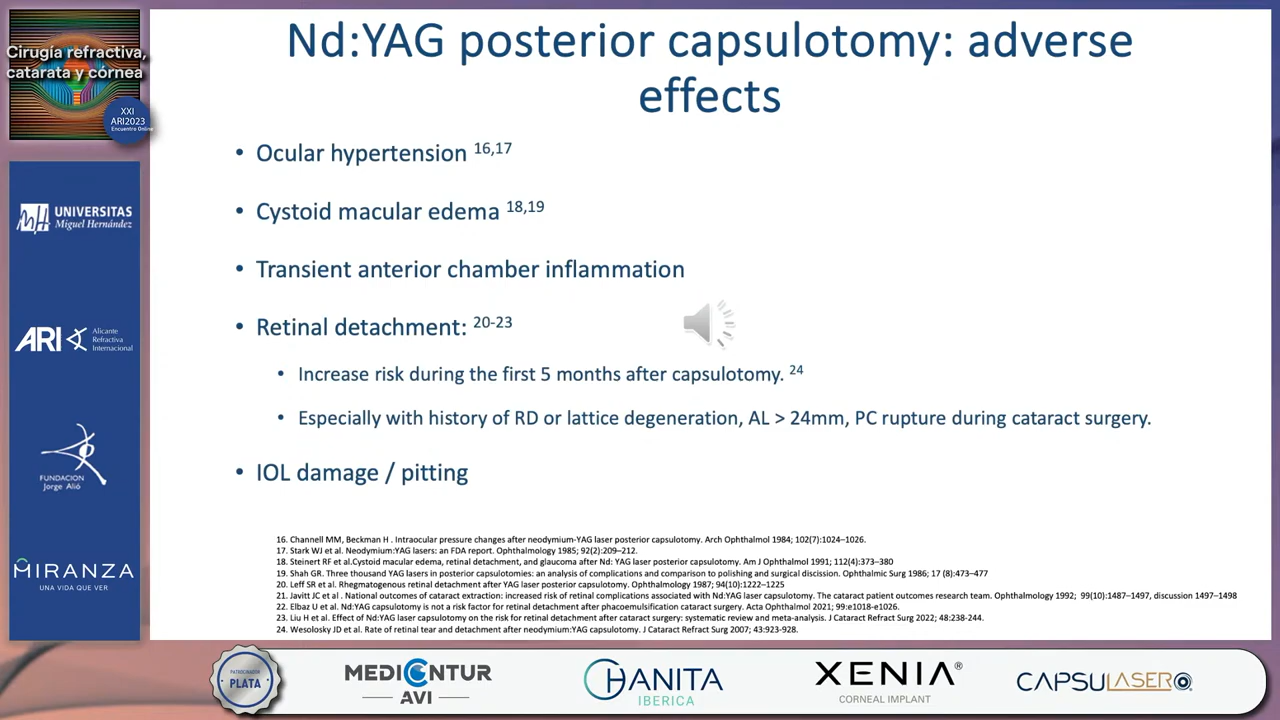 Nd:YAG posterior capsulotomy: adverse
effects
Cirugía refractiva,
catarata y córnea
XXI
ARI2023
Encuentro Online
• Ocular hypertension 16,17
• Cystoid macular edema 18,19
• Transient anterior chamber inflammation
• Retinal detachment: 20-23
• Increase risk during the first 5 months after capsulotomy. 24
• Especially with history of RD or lattice degeneration, AL > 24mm, PC rupture during cataract surgery.
• IOL damage / pitting
16. Channell MM, Beckman H . Intraocular pressure changes after neodymium-YAG laser posterior capsulotomy. Arch Ophthalmol 1984; 102(7):1024–1026.
17. Stark WJ et al. Neodymium:YAG lasers: an FDA report. Ophthalmology 1985; 92(2):209–212.
18. Steinert RF et al.Cystoid macular edema, retinal detachment, and glaucoma after Nd: YAG laser posterior capsulotomy. Am J Ophthalmol 1991; 112(4):373–380
19. Shah GR. Three thousand YAG lasers in posterior capsulotomies: an analysis of complications and comparison to polishing and surgical discission. Ophthalmic Surg 1986; 17 (8):473–477
20. Leff SR et al. Rhegmatogenous retinal detachment after YAG laser posterior capsulotomy. Ophthalmology 1987; 94(10):1222–1225
21. Javitt JC et al . National outcomes of cataract extraction: increased risk of retinal complications associated with Nd:YAG laser capsulotomy. The cataract patient outcomes research team. Ophthalmology 1992; 99(10):1487–1497, discussion 1497–1498
22. Elbaz U et al. Nd:YAG capsulotomy is not a risk factor for retinal detachment after phacoemulsification cataract surgery. Acta Ophthalmol 2021; 99:e1018-e1026.
23. Liu H et al. Effect of Nd:YAG laser capsulotomy on the risk for retinal detachment after cataract surgery: systematic review and meta-analysis. J Cataract Refract Surg 2022; 48:238-244.
24. Wesolosky JD et al. Rate of retinal tear and detachment after neodymium:YAG capsulotomy. J Cataract Refract Surg 2007; 43:923-928.
UNIVERSITAS
Miguel Hernández
ARI
Alicante
Refractiva
Internacional
FUNDACION
Jorge Alió
MIRANZA
UNA VIDA QUE VER
PATROCINADOR
PLATA
MEDICONTUR
AVI
HANITA
IBERICA
XENIA®
CORNEAL IMPLANT
CAPSULASER